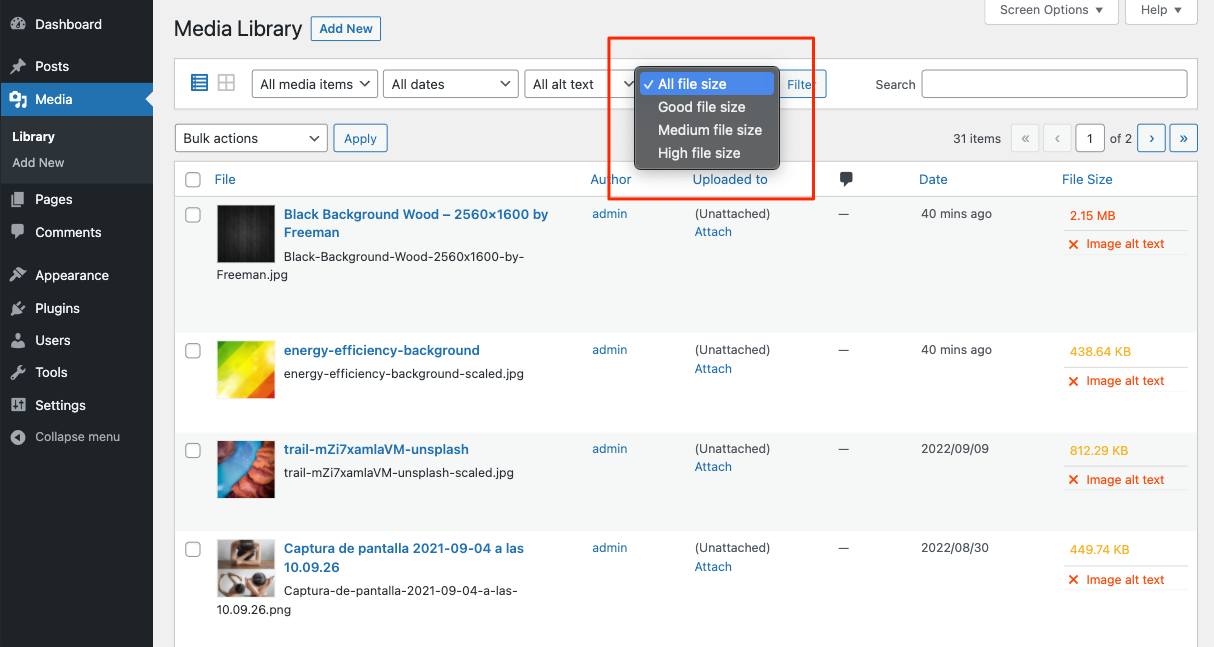 Dashboard
Posts
Media
Library
Add New
Pages
Comments
Appearance
Plugins
Users
Tools
Settings
Collapse menu
Screen Options ▼
Help ▼
Media Library
Add New
All media items
All dates
All alt text
✓ All file size
Good file size
Medium file size
High file size
Filter
Search
Bulk actions
Apply
31 items
«
‹
1
of 2
›
»
File
Author
Uploaded to
Date
File Size
Black Background Wood – 2560×1600 by
Freeman
Black-Background-Wood-2560x1600-by-
Freeman.jpg
admin
(Unattached)
Attach
—
40 mins ago
2.15 MB
✕ Image alt text
energy-efficiency-background
energy-efficiency-background-scaled.jpg
admin
(Unattached)
Attach
—
40 mins ago
438.64 KB
✕ Image alt text
trail-mZi7xamlaVM-unsplash
trail-mZi7xamlaVM-unsplash-scaled.jpg
admin
(Unattached)
Attach
—
2022/09/09
812.29 KB
✕ Image alt text
Captura de pantalla 2021-09-04 a las
10.09.26
Captura-de-pantalla-2021-09-04-a-las-
10.09.26.png
admin
(Unattached)
Attach
—
2022/08/30
449.74 KB
✕ Image alt text